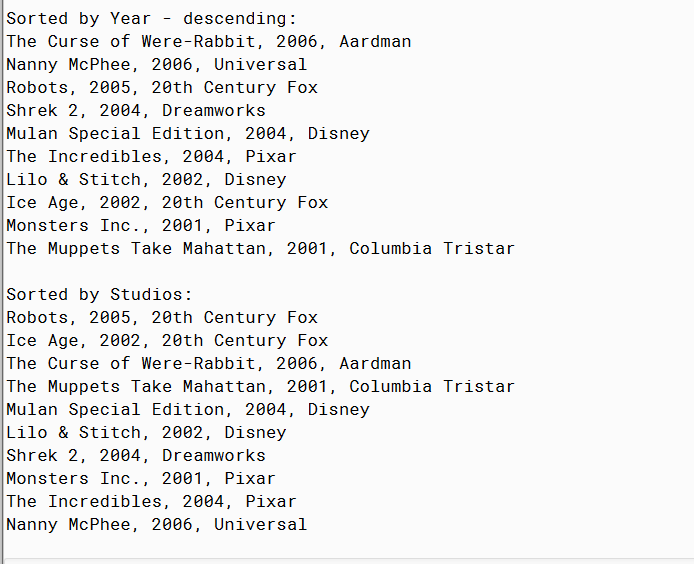 Sorted by Year - descending:
The Curse of Were-Rabbit, 2006, Aardman
Nanny McPhee, 2006, Universal
Robots, 2005, 20th Century Fox
Shrek 2, 2004, Dreamworks
Mulan Special Edition, 2004, Disney
The Incredibles, 2004, Pixar
Lilo & Stitch, 2002, Disney
Ice Age, 2002, 20th Century Fox
Monsters Inc., 2001, Pixar
The Muppets Take Mahattan, 2001, Columbia Tristar

Sorted by Studios:
Robots, 2005, 20th Century Fox
Ice Age, 2002, 20th Century Fox
The Curse of Were-Rabbit, 2006, Aardman
The Muppets Take Mahattan, 2001, Columbia Tristar
Mulan Special Edition, 2004, Disney
Lilo & Stitch, 2002, Disney
Shrek 2, 2004, Dreamworks
Monsters Inc., 2001, Pixar
The Incredibles, 2004, Pixar
Nanny McPhee, 2006, Universal